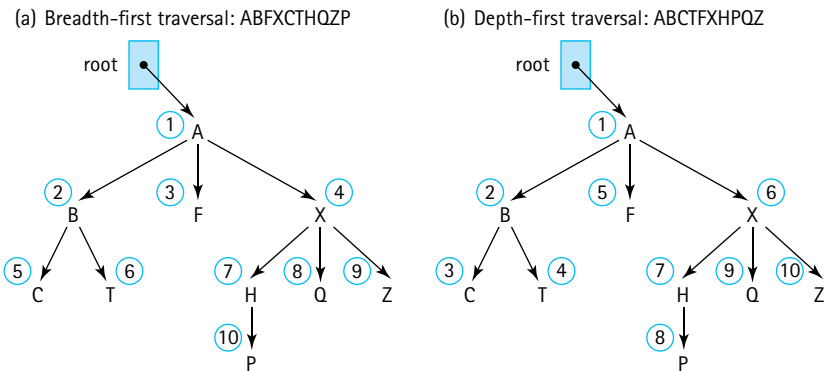 (a) Breadth-first traversal: ABFXCTHQZP
root
1 A
2 3 4
B F X
5 6 7 8 9
C T H Q Z
10
P
(b) Depth-first traversal: ABCTFXHPQZ
root
1 A
2 5 6
B F X
3 4 7 9 10
C T H Q Z
8
P